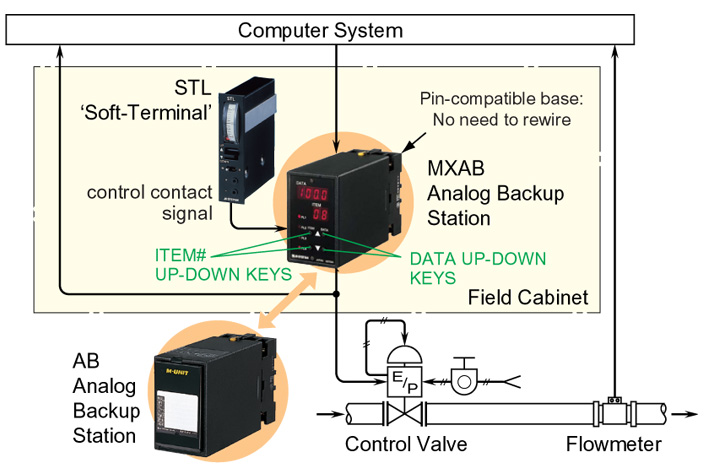 Computer System
STL
'Soft-Terminal'
STL
Pin-compatible base:
No need to rewire
MXAB
Analog Backup
Station
control contact
signal
DATA
1000
ITEM
08
ITEM#
UP-DOWN KEYS
DATA UP-DOWN
KEYS
Field Cabinet
AB
Analog
Backup
Station
M-UNIT
E/P
Control Valve
Flowmeter